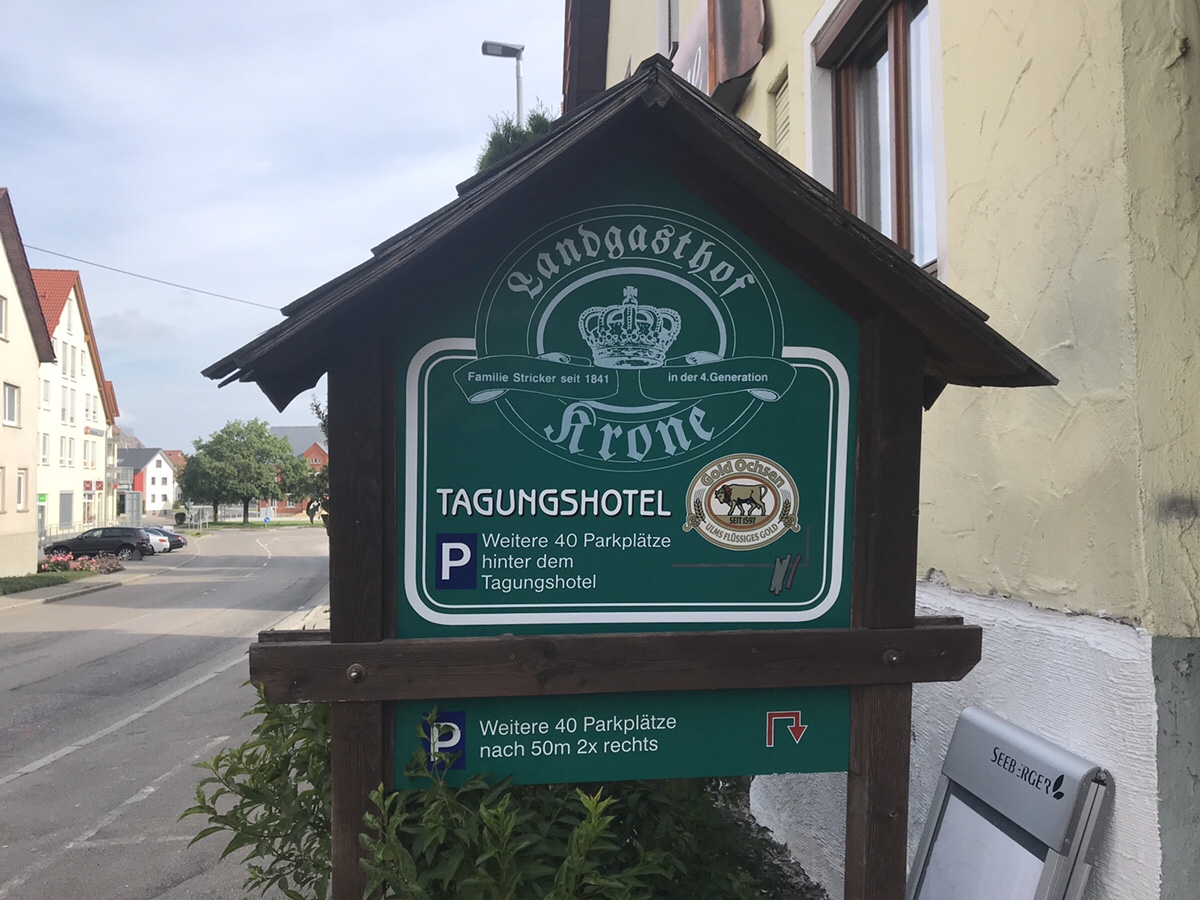 Landgasthof
Familie Stricker seit 1841
in der 4.Generation
Krone
TAGUNGSHOTEL
Gold Ochsen
SEIT 1597
ULMS FLÜSSIGES GOLD
P
Weitere 40 Parkplätze
hinter dem
Tagungshotel
P
Weitere 40 Parkplätze
nach 50m 2x rechts
SEEBERGER